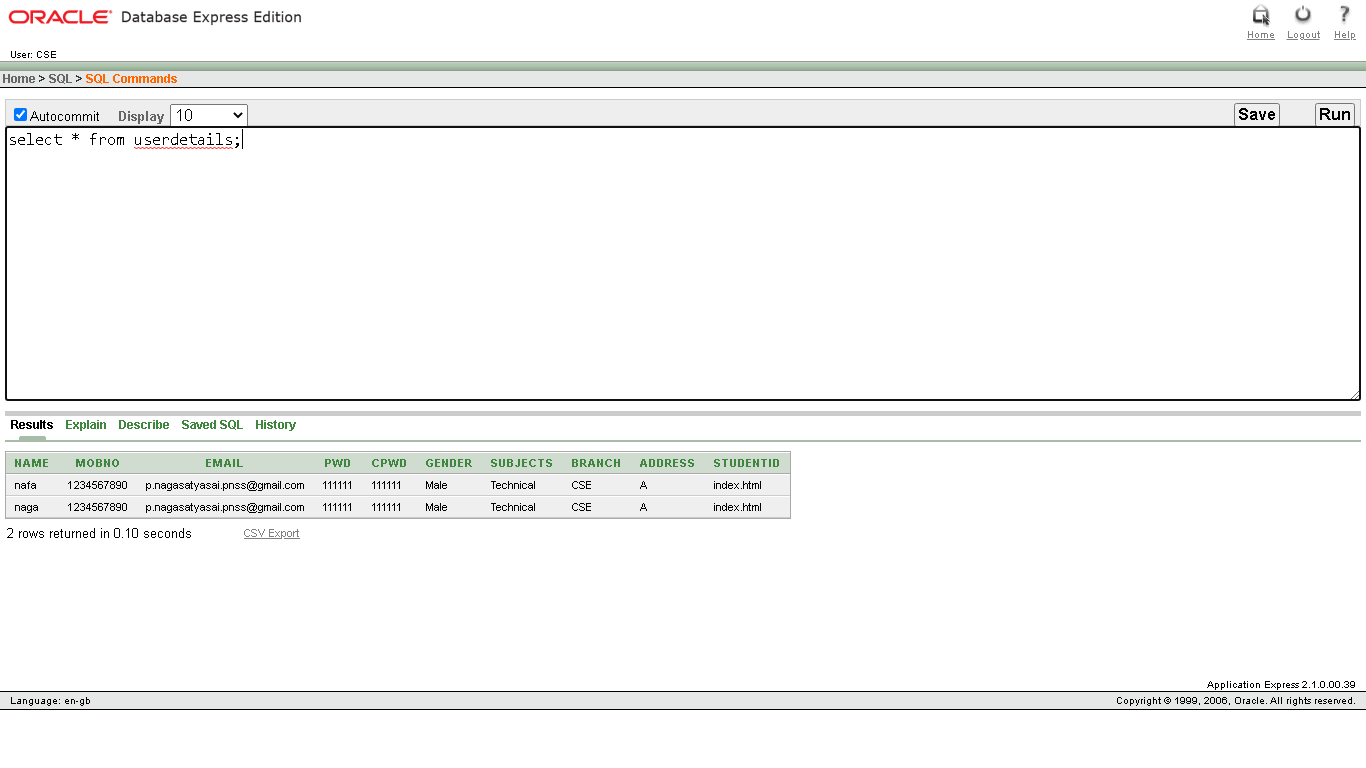 ORACLE Database Express Edition
Home Logout Help
User: CSE
Home > SQL > SQL Commands
Autocommit Display 10 Save Run
select * from userdetails;
Results Explain Describe Saved SQL History
NAME MOBNO EMAIL PWD CPWD GENDER SUBJECTS BRANCH ADDRESS STUDENTID
nafa 1234567890 p.nagasatyasai.pnss@gmail.com 111111 111111 Male Technical CSE A index.html
naga 1234567890 p.nagasatyasai.pnss@gmail.com 111111 111111 Male Technical CSE A index.html
2 rows returned in 0.10 seconds CSV Export
Application Express 2.1.0.00.39
Language: en-gb Copyright © 1999, 2006, Oracle. All rights reserved.